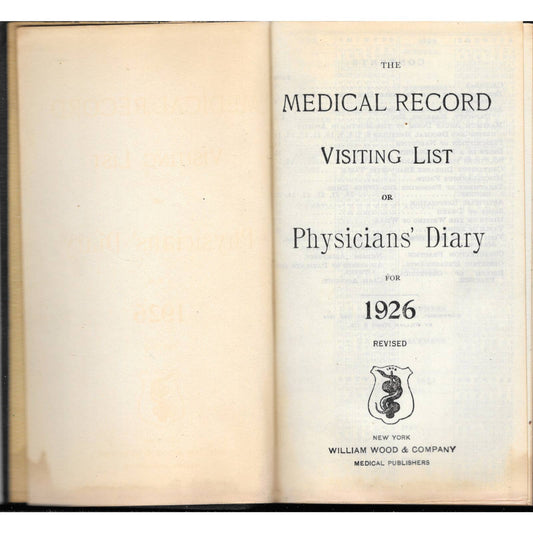 THE
MEDICAL RECORD
VISITING LIST
OR
Physicians' Diary
FOR
1926
REVISED
NEW YORK
WILLIAM WOOD & COMPANY
MEDICAL PUBLISHERS